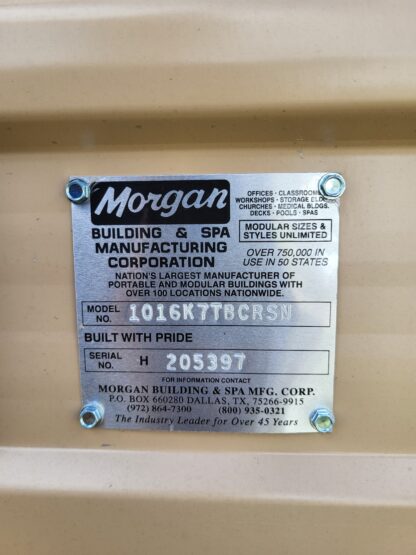 Morgan
OFFICES · CLASSROOMS
WORKSHOPS · STORAGE BLDGS.
CHURCHES · MEDICAL BLDGS.
DECKS · POOLS · SPAS
BUILDING & SPA
MANUFACTURING
CORPORATION
MODULAR SIZES &
STYLES UNLIMITED
OVER 750,000 IN
USE IN 50 STATES
NATION'S LARGEST MANUFACTURER OF
PORTABLE AND MODULAR BUILDINGS WITH
OVER 100 LOCATIONS NATIONWIDE.
MODEL NO. 1016K7TBCRSN
BUILT WITH PRIDE
SERIAL NO. H 205397
FOR INFORMATION CONTACT
MORGAN BUILDING & SPA MFG. CORP.
P.O. BOX 660280 DALLAS, TX, 75266-9915
(972) 864-7300 (800) 935-0321
The Industry Leader for Over 45 Years